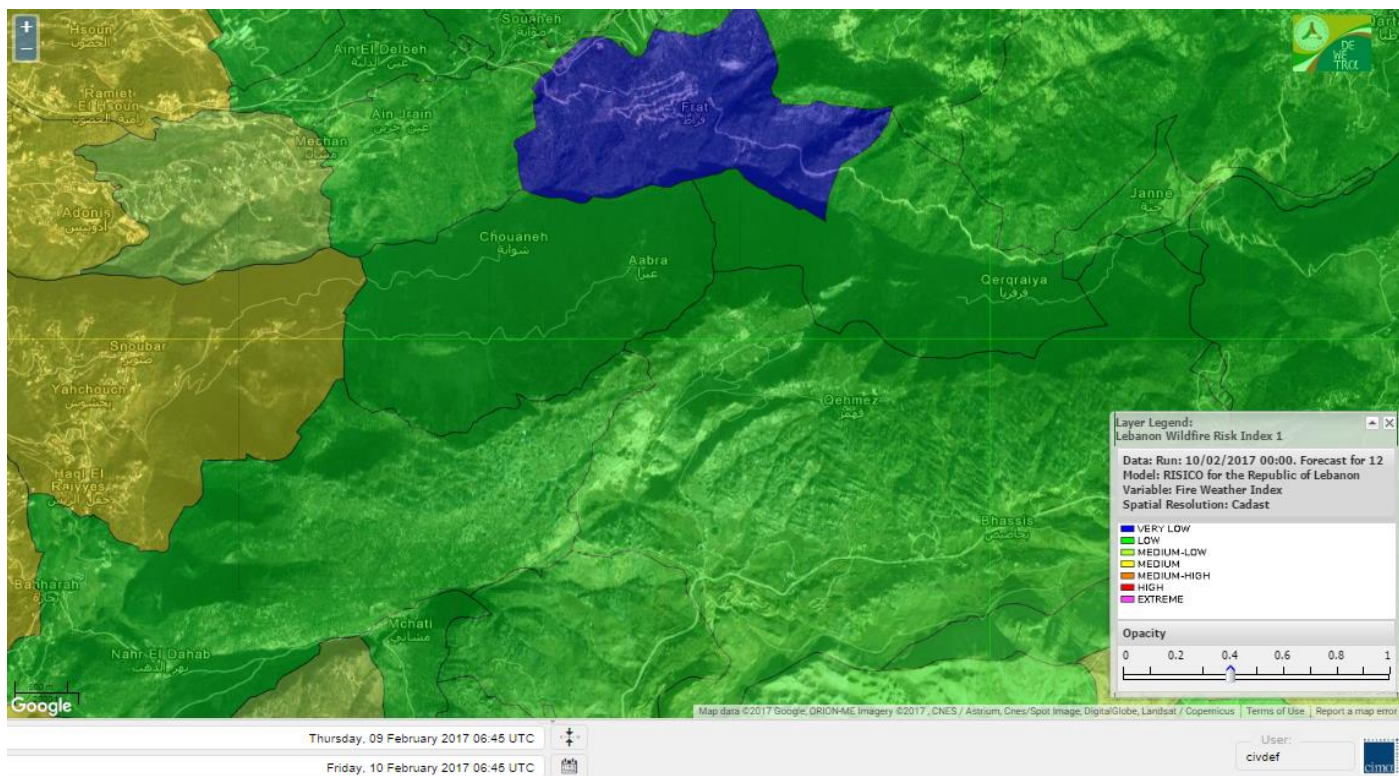 Hsoun
الحصون
Souaneh
صوانة
Ain El Delbeh
عين الدلبة
Ramiet
El Hsoun
رامية الحصون
Ain Jrain
عين جرين
Mechan
مشان
Frat
فراط
DE
WE
TRα
Adonis
أدونيس
Janne
جنة
Chouaneh
شوانة
Aabra
عبرا
Qerqraiya
قرقريا
Snoubar
صنوبر
Yahchouch
يحشوش
Qehmez
قهمز
Haql El
Raiyyes
حقل الريس
Bhassis
بحاصيص
Mchati
مشاتي
Nahr El Dahab
نهر الذهب
Layer Legend:
Lebanon Wildfire Risk Index 1
Data: Run: 10/02/2017 00:00. Forecast for 12
Model: RISICO for the Republic of Lebanon
Variable: Fire Weather Index
Spatial Resolution: Cadast
VERY LOW
LOW
MEDIUM-LOW
MEDIUM
MEDIUM-HIGH
HIGH
EXTREME
Opacity
0 0.2 0.4 0.6 0.8 1
Google
Map data ©2017 Google, ORION-ME Imagery ©2017 , CNES / Astrium, Cnes/Spot Image, DigitalGlobe, Landsat / Copernicus
Terms of Use
Report a map error
Thursday, 09 February 2017 06:45 UTC
Friday, 10 February 2017 06:45 UTC
User:
civdef
cima